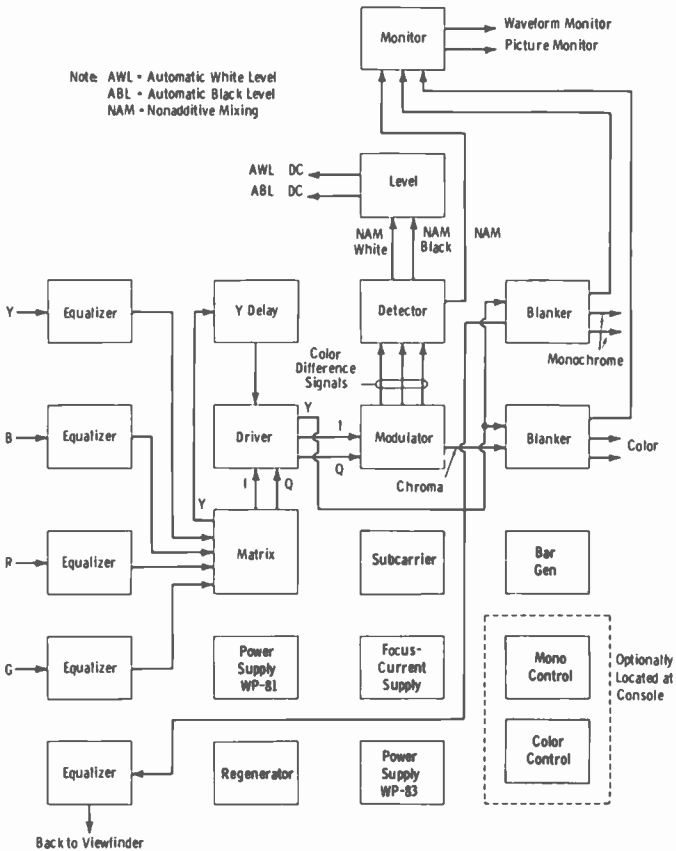 Monitor
Waveform Monitor
Picture Monitor
Note: AWL = Automatic White Level
ABL = Automatic Black Level
NAM = Nonadditive Mixing
AWL DC
ABL DC
Level
NAM
White
NAM
Black
NAM
Y
Equalizer
Y Delay
Detector
Blanker
Monochrome
Color
Difference
Signals
B
Equalizer
Driver
Y
I
Q
Modulator
Blanker
Color
Chroma
Y
I
Q
R
Equalizer
Matrix
Subcarrier
Bar
Gen
G
Equalizer
Power
Supply
WP-81
Focus-
Current
Supply
Mono
Control
Optionally
Located at
Console
Equalizer
Regenerator
Power
Supply
WP-83
Color
Control
Back to Viewfinder